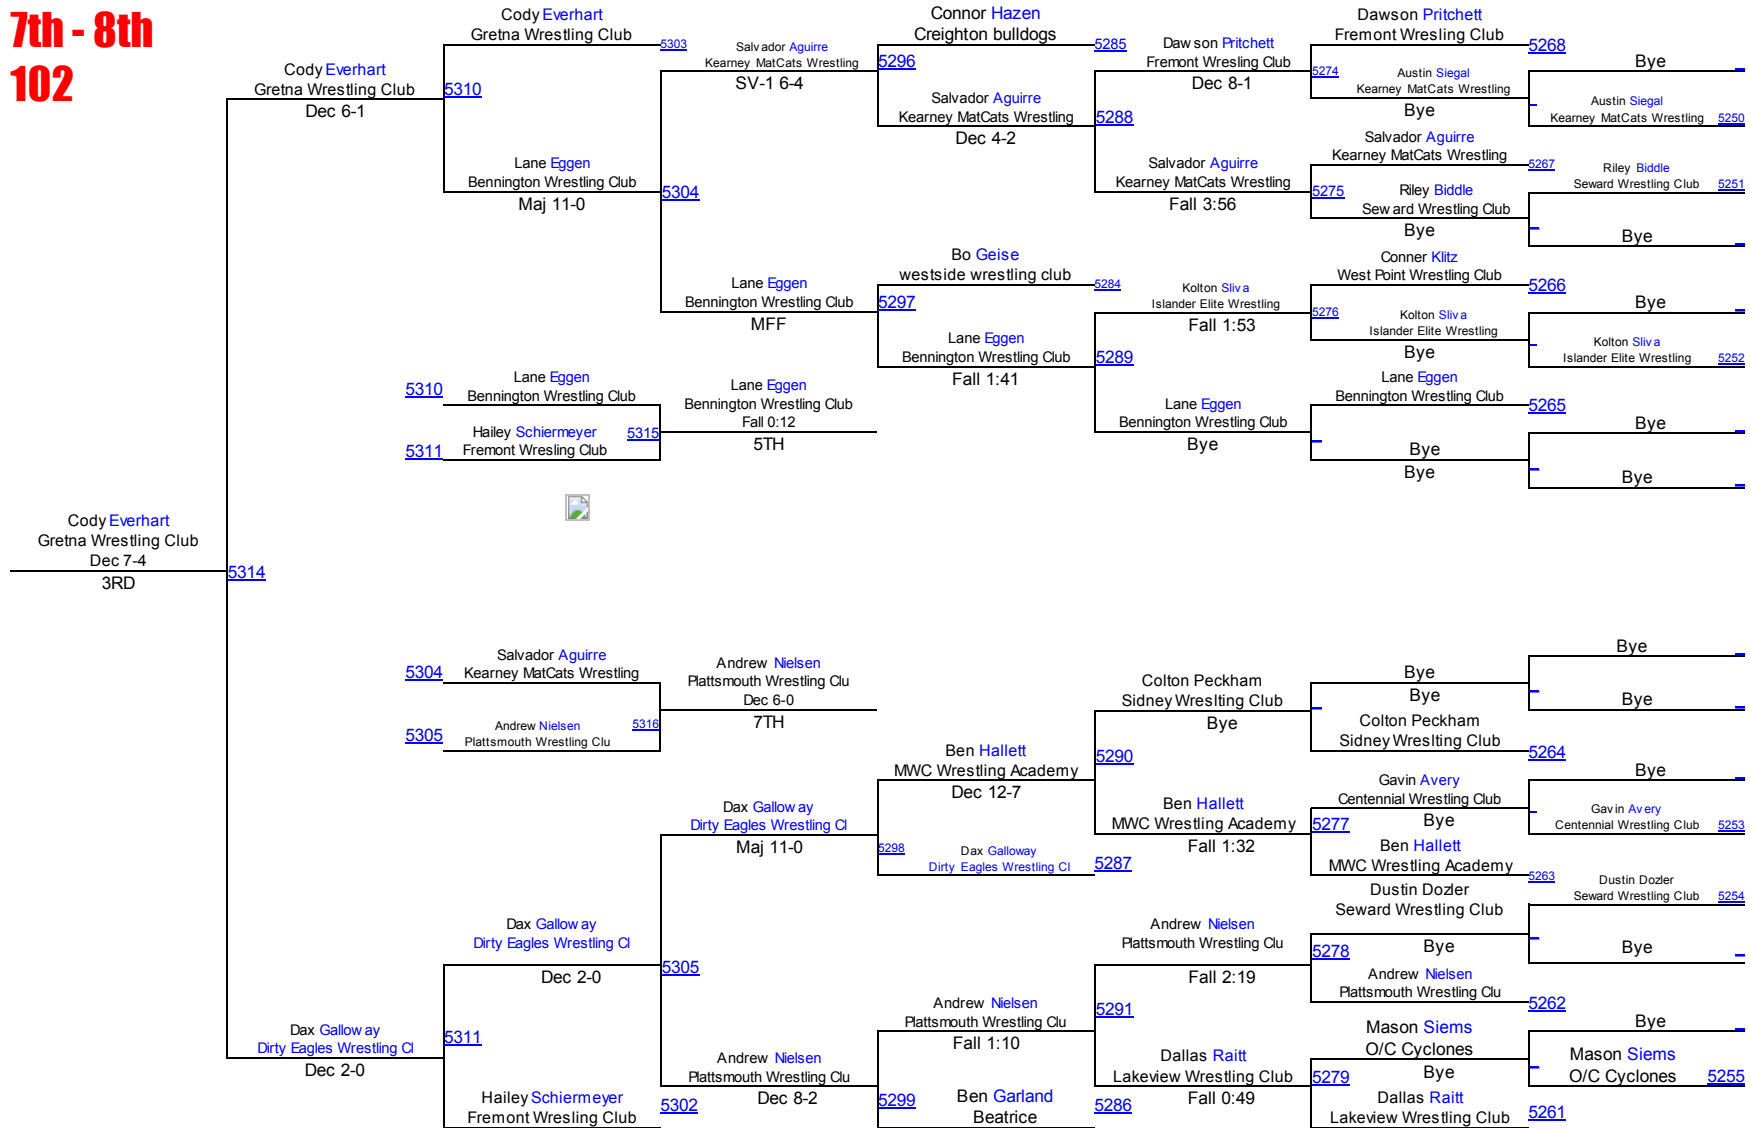 7th - 8th
102
Cody Everhart
Gretna Wrestling Club
Dec 7-4
3RD
5314
Cody Everhart
Gretna Wrestling Club
Dec 6-1
5310
Dax Galloway
Dirty Eagles Wrestling Cl
Dec 2-0
5311
Cody Everhart
Gretna Wrestling Club
5303
Lane Eggen
Bennington Wrestling Club
Maj 11-0
5304
5310
Lane Eggen
Bennington Wrestling Club
5311
Hailey Schiermeyer
Fremont Wresling Club
5315
Lane Eggen
Bennington Wrestling Club
Fall 0:12
5TH
5304
Salvador Aguirre
Kearney MatCats Wrestling
5305
Andrew Nielsen
Plattsmouth Wrestling Clu
5316
Andrew Nielsen
Plattsmouth Wrestling Clu
Dec 6-0
7TH
Dax Galloway
Dirty Eagles Wrestling Cl
Dec 2-0
5305
Hailey Schiermeyer
Fremont Wresling Club
5302
Salvador Aguirre
Kearney MatCats Wrestling
SV-1 6-4
5296
Lane Eggen
Bennington Wrestling Club
MFF
5297
Dax Galloway
Dirty Eagles Wrestling Cl
Maj 11-0
5298
Andrew Nielsen
Plattsmouth Wrestling Clu
Dec 8-2
5299
Connor Hazen
Creighton bulldogs
5285
Salvador Aguirre
Kearney MatCats Wrestling
Dec 4-2
5288
Bo Geise
westside wrestling club
5284
Lane Eggen
Bennington Wrestling Club
Fall 1:41
5289
Ben Hallett
MWC Wrestling Academy
Dec 12-7
5290
Dax Galloway
Dirty Eagles Wrestling Cl
5287
Andrew Nielsen
Plattsmouth Wrestling Clu
Fall 1:10
5291
Ben Garland
Beatrice
5286
Dawson Pritchett
Fremont Wresling Club
Dec 8-1
5274
Salvador Aguirre
Kearney MatCats Wrestling
Fall 3:56
5275
Kolton Sliva
Islander Elite Wrestling
Fall 1:53
5276
Lane Eggen
Bennington Wrestling Club
Bye
Colton Peckham
Sidney Wreslting Club
Bye
Ben Hallett
MWC Wrestling Academy
Fall 1:32
5277
Andrew Nielsen
Plattsmouth Wrestling Clu
Fall 2:19
5278
Dallas Raitt
Lakeview Wrestling Club
Fall 0:49
5279
Dawson Pritchett
Fremont Wresling Club
5268
Austin Siegal
Kearney MatCats Wrestling
Bye
Salvador Aguirre
Kearney MatCats Wrestling
5267
Riley Biddle
Seward Wrestling Club
Bye
Conner Klitz
West Point Wrestling Club
5266
Kolton Sliva
Islander Elite Wrestling
Bye
Lane Eggen
Bennington Wrestling Club
5265
Bye
Bye
Bye
Bye
Colton Peckham
Sidney Wreslting Club
5264
Gavin Avery
Centennial Wrestling Club
Bye
Ben Hallett
MWC Wrestling Academy
5263
Dustin Dozler
Seward Wrestling Club
Bye
Andrew Nielsen
Plattsmouth Wrestling Clu
5262
Mason Siems
O/C Cyclones
Bye
Dallas Raitt
Lakeview Wrestling Club
5261
Bye
Austin Siegal
Kearney MatCats Wrestling
5250
Riley Biddle
Seward Wrestling Club
5251
Bye
Bye
Kolton Sliva
Islander Elite Wrestling
5252
Bye
Bye
Bye
Bye
Bye
Gavin Avery
Centennial Wrestling Club
5253
Dustin Dozler
Seward Wrestling Club
5254
Bye
Bye
Mason Siems
O/C Cyclones
5255